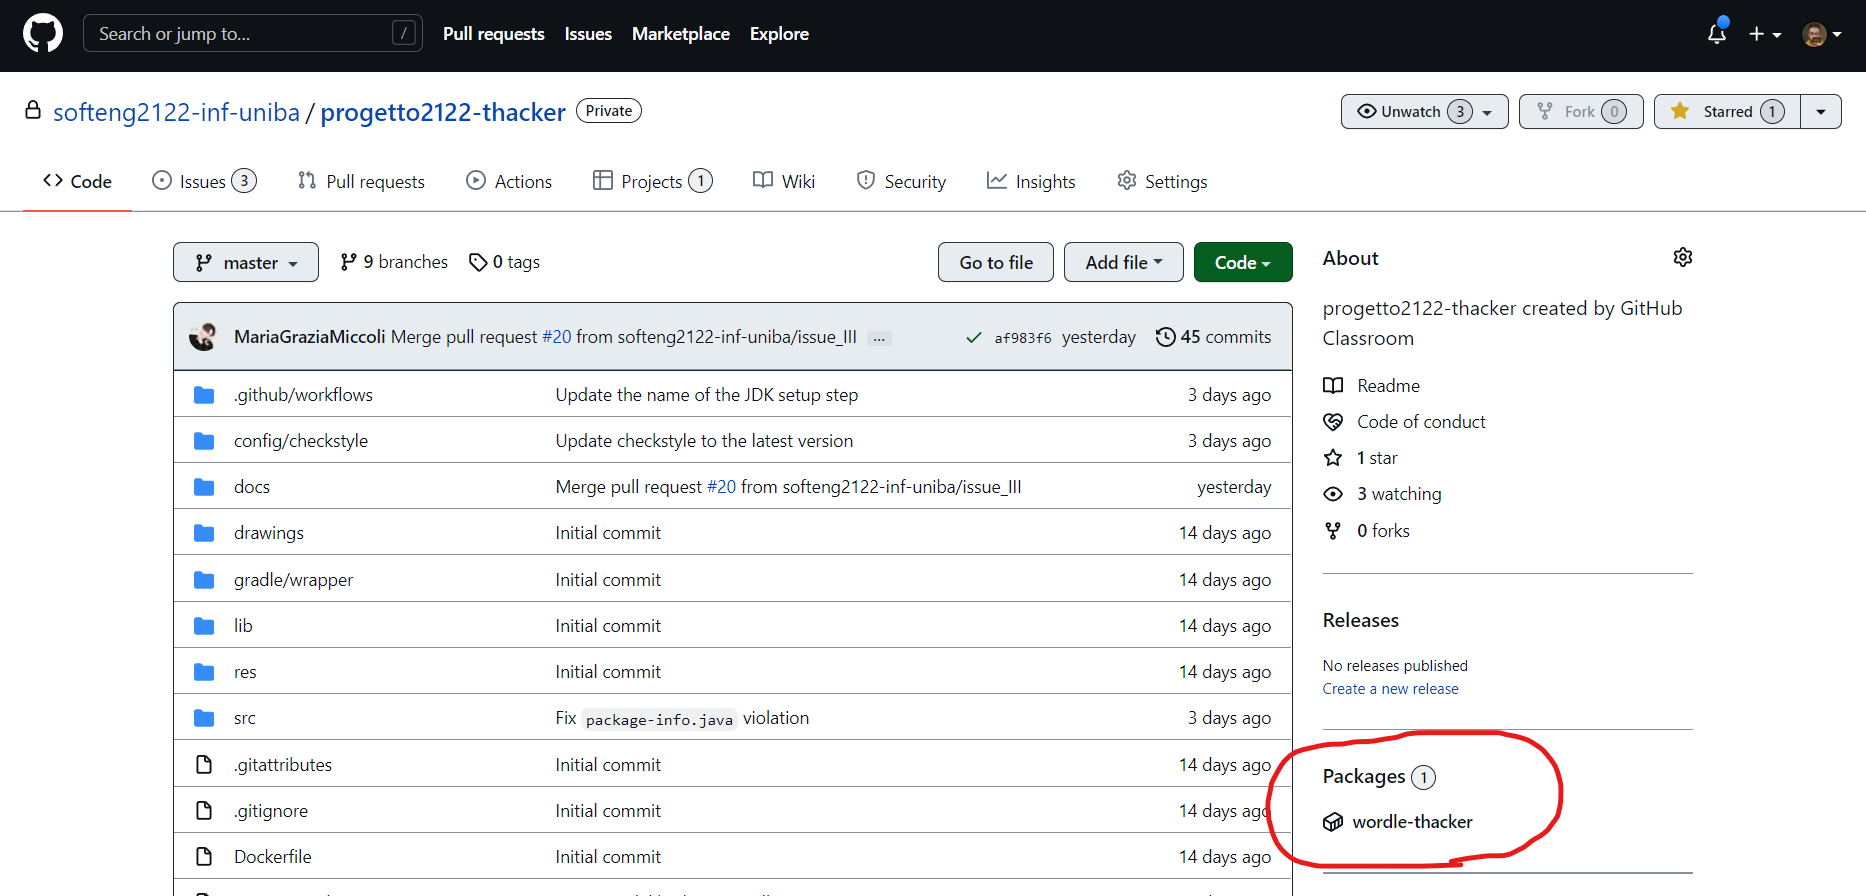 Search or jump to... /
Pull requests Issues Marketplace Explore
softeng2122-inf-uniba / progetto2122-thacker Private
Unwatch 3 Fork 0 Starred 1
Code Issues 3 Pull requests Actions Projects 1 Wiki Security Insights Settings
master 9 branches 0 tags Go to file Add file Code
MariaGraziaMiccoli Merge pull request #20 from softeng2122-inf-uniba/issue_III ... af983f6 yesterday 45 commits
.github/workflows Update the name of the JDK setup step 3 days ago
config/checkstyle Update checkstyle to the latest version 3 days ago
docs Merge pull request #20 from softeng2122-inf-uniba/issue_III yesterday
drawings Initial commit 14 days ago
gradle/wrapper Initial commit 14 days ago
lib Initial commit 14 days ago
res Initial commit 14 days ago
src Fix package-info.java violation 3 days ago
.gitattributes Initial commit 14 days ago
.gitignore Initial commit 14 days ago
Dockerfile Initial commit 14 days ago
About
progetto2122-thacker created by GitHub
Classroom
Readme
Code of conduct
1 star
3 watching
0 forks
Releases
No releases published
Create a new release
Packages 1
wordle-thacker